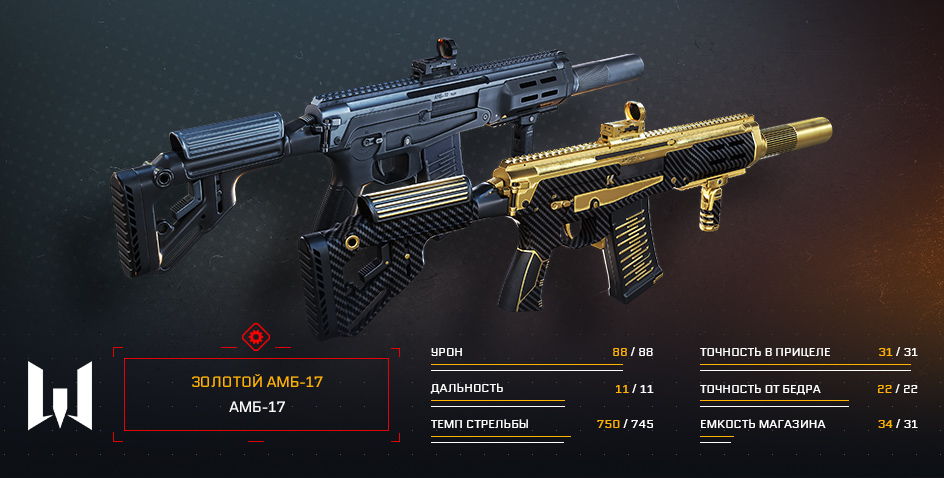 ЗОЛОТОЙ АМБ-17
АМБ-17
УРОН 88 / 88
ДАЛЬНОСТЬ 11 / 11
ТЕМП СТРЕЛЬБЫ 750 / 745
ТОЧНОСТЬ В ПРИЦЕЛЕ 31 / 31
ТОЧНОСТЬ ОТ БЕДРА 22 / 22
ЕМКОСТЬ МАГАЗИНА 34 / 31